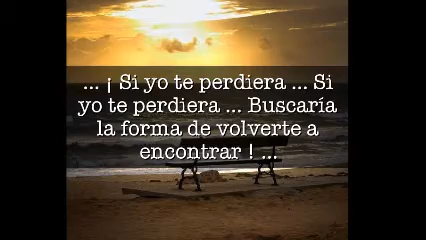 ... ¡ Si yo te perdiera ... Si
yo te perdiera ... Buscaría
la forma de volverte a
encontrar ! ...